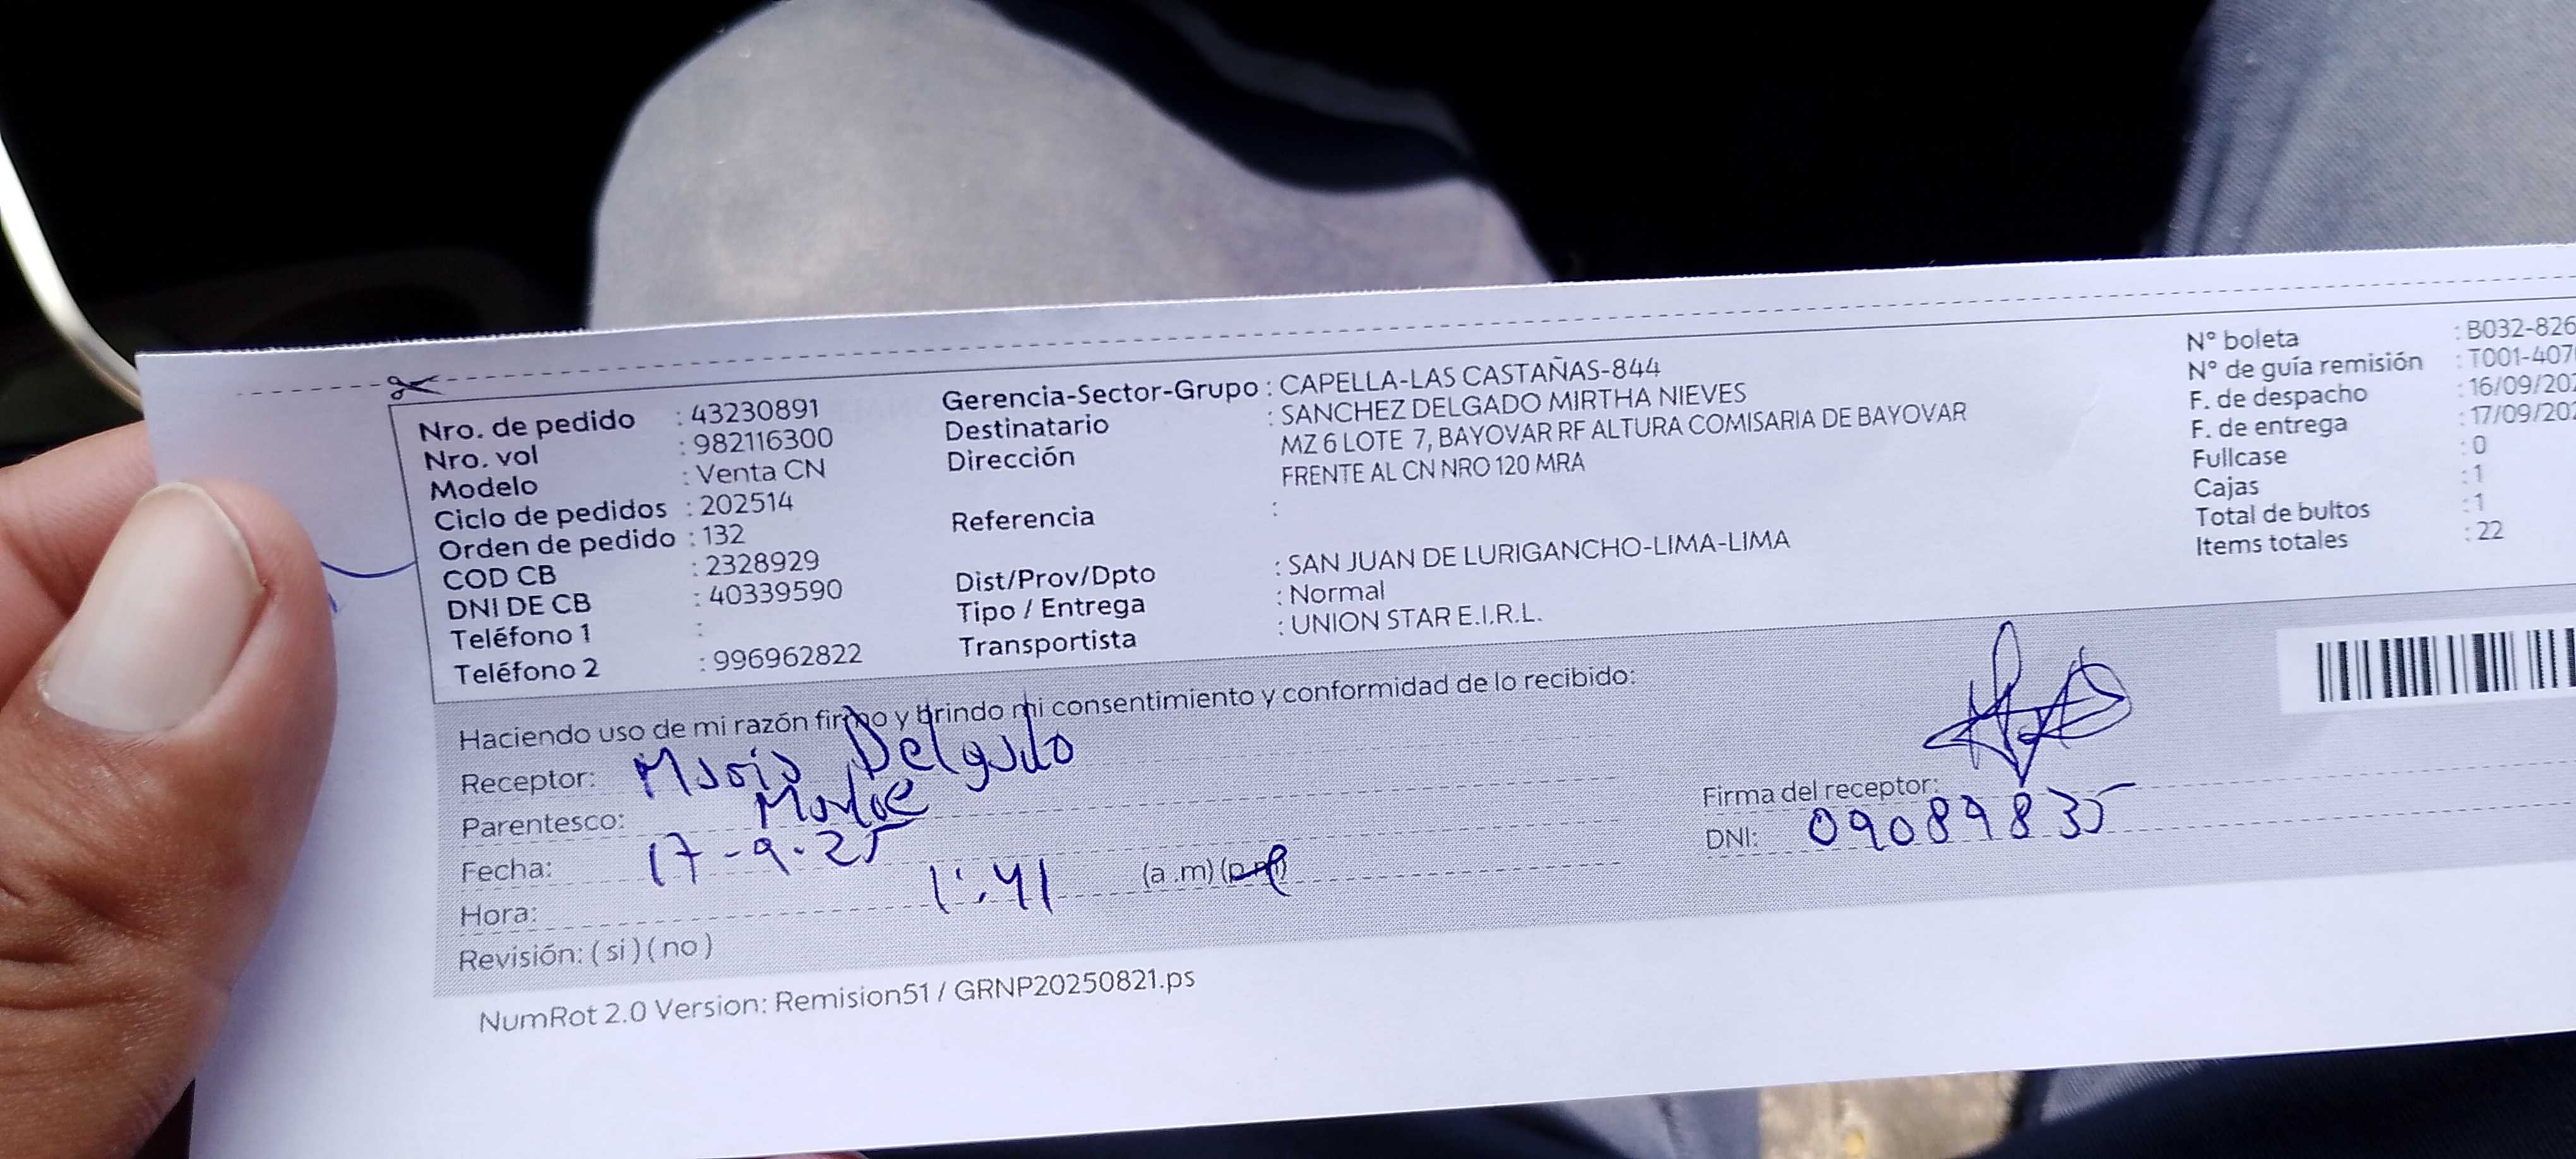 Nro. de pedido : 43230891
Nro. vol : 982116300
Modelo : Venta CN
Ciclo de pedidos : 202514
Orden de pedido : 132
COD CB : 2328929
DNI DE CB : 40339590
Teléfono 1 :
Teléfono 2 : 996962822
Gerencia-Sector-Grupo : CAPELLA-LAS CASTAÑAS-844
Destinatario : SANCHEZ DELGADO MIRTHA NIEVES
Dirección MZ 6 LOTE 7, BAYOVAR RF ALTURA COMISARIA DE BAYOVAR
FRENTE AL CN NRO 120 MRA
Referencia :
Dist/Prov/Dpto : SAN JUAN DE LURIGANCHO-LIMA-LIMA
Tipo / Entrega : Normal
Transportista : UNION STAR E.I.R.L.
N° boleta : B032-826
N° de guía remisión : T001-407
F. de despacho : 16/09/202
F. de entrega : 17/09/202
Fullcase : 0
Cajas : 1
Total de bultos : 1
Items totales : 22
Haciendo uso de mi razón firmo y brindo mi consentimiento y conformidad de lo recibido:
Receptor: Maria Delgado
Parentesco:
Fecha: 17-9-25
Hora: 1:41 (a.m)
Revisión: ( si ) ( no )
Firma del receptor:
DNI: 09089835
NumRot 2.0 Version: Remision51 / GRNP20250821.ps